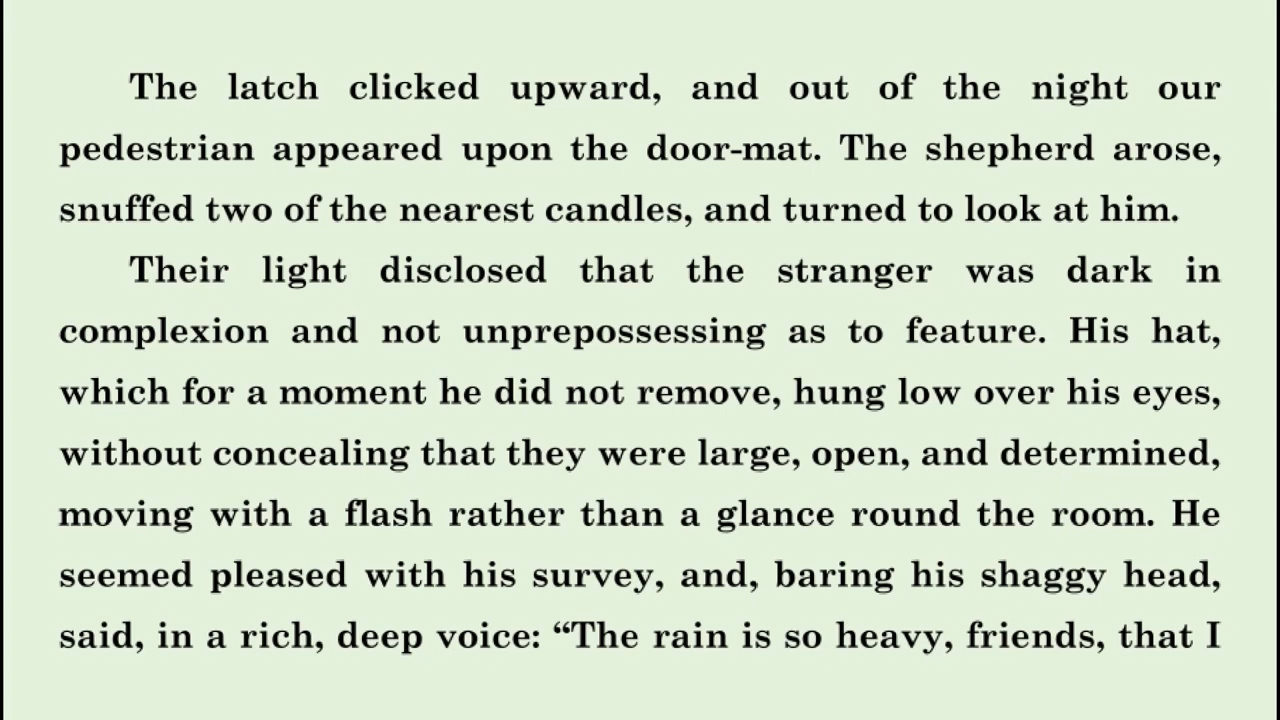 The latch clicked upward, and out of the night our
pedestrian appeared upon the door-mat. The shepherd arose,
snuffed two of the nearest candles, and turned to look at him.
Their light disclosed that the stranger was dark in
complexion and not unprepossessing as to feature. His hat,
which for a moment he did not remove, hung low over his eyes,
without concealing that they were large, open, and determined,
moving with a flash rather than a glance round the room. He
seemed pleased with his survey, and, baring his shaggy head,
said, in a rich, deep voice: “The rain is so heavy, friends, that I